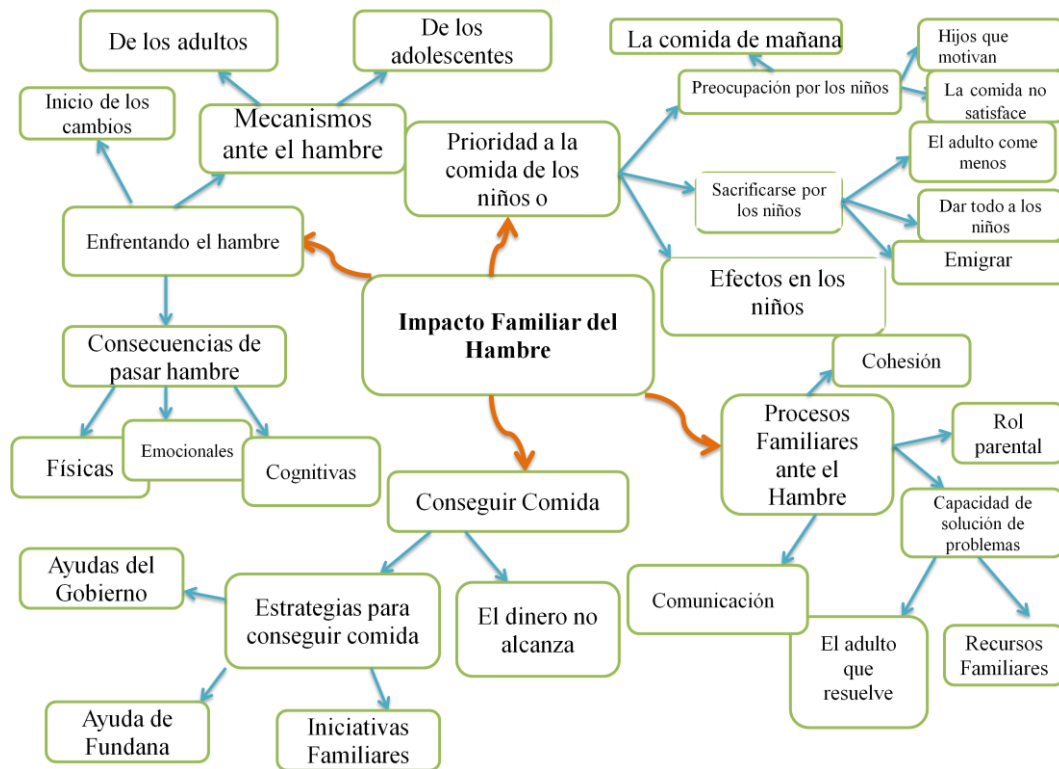 De los adultos
De los
adolescentes
La comida de mañana
Hijos que
motivan
Preocupación por los niños
La comida no
satisface
Inicio de los
cambios
Mecanismos
ante el hambre
Prioridad a la
comida de los
niños o
El adulto come
menos
Sacrificarse por
los niños
Dar todo a los
niños
Emigrar
Enfrentando el hambre
Efectos en los
niños
Impacto Familiar del
Hambre
Consecuencias de
pasar hambre
Cohesión
Físicas
Emocionales
Cognitivas
Procesos
Familiares
ante el
Hambre
Rol
parental
Capacidad de
solución de
problemas
Conseguir Comida
Ayudas del
Gobierno
Estrategias para
conseguir comida
El dinero no
alcanza
Comunicación
El adulto
que
resuelve
Recursos
Familiares
Ayuda de
Fundana
Iniciativas
Familiares